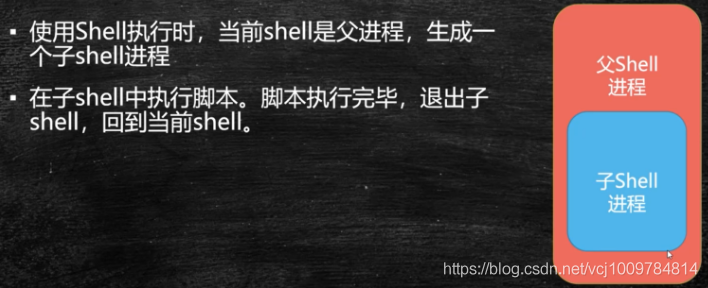 ▪ 使用Shell执行时，当前shell是父进程，生成一
个子shell进程
▪ 在子shell中执行脚本。脚本执行完毕，退出子
shell，回到当前shell。
父Shell
进程
子Shell
进程
https://blog.csdn.net/vcj1009784814